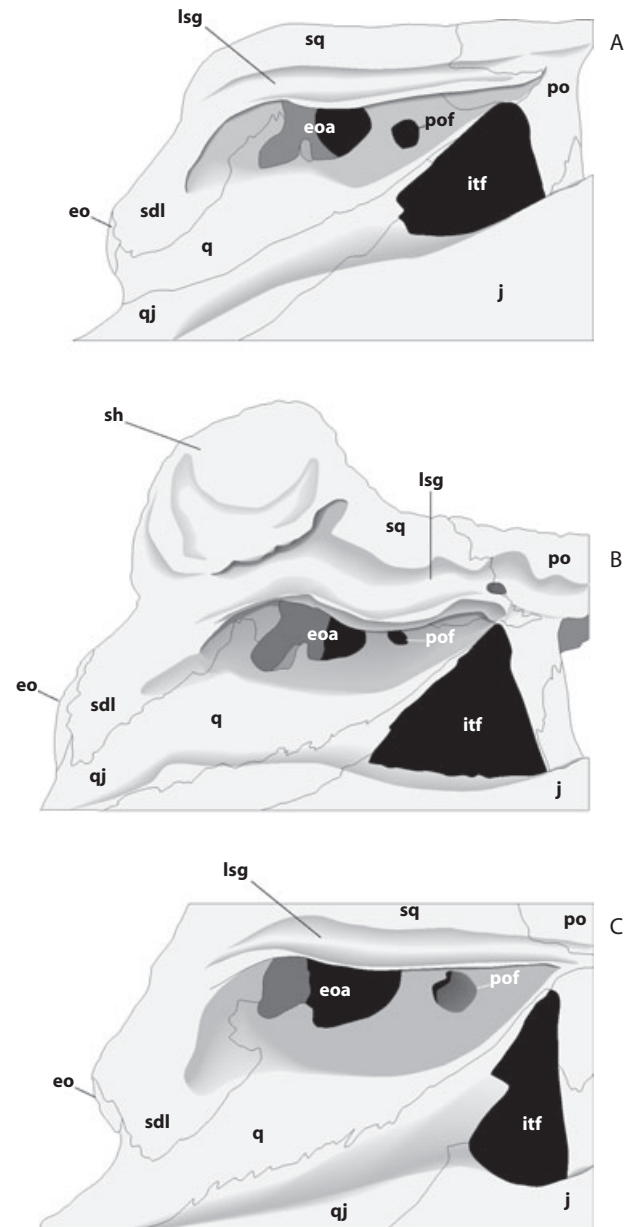 lsg
sq
A
po
eoa
pof
itf
eo
sdl
q
j
qj
sh
lsg
sq
po
B
eoa
pof
eo
sdl
q
itf
qj
j
lsg
sq
po
C
eoa
pof
eo
sdl
q
itf
qj
j